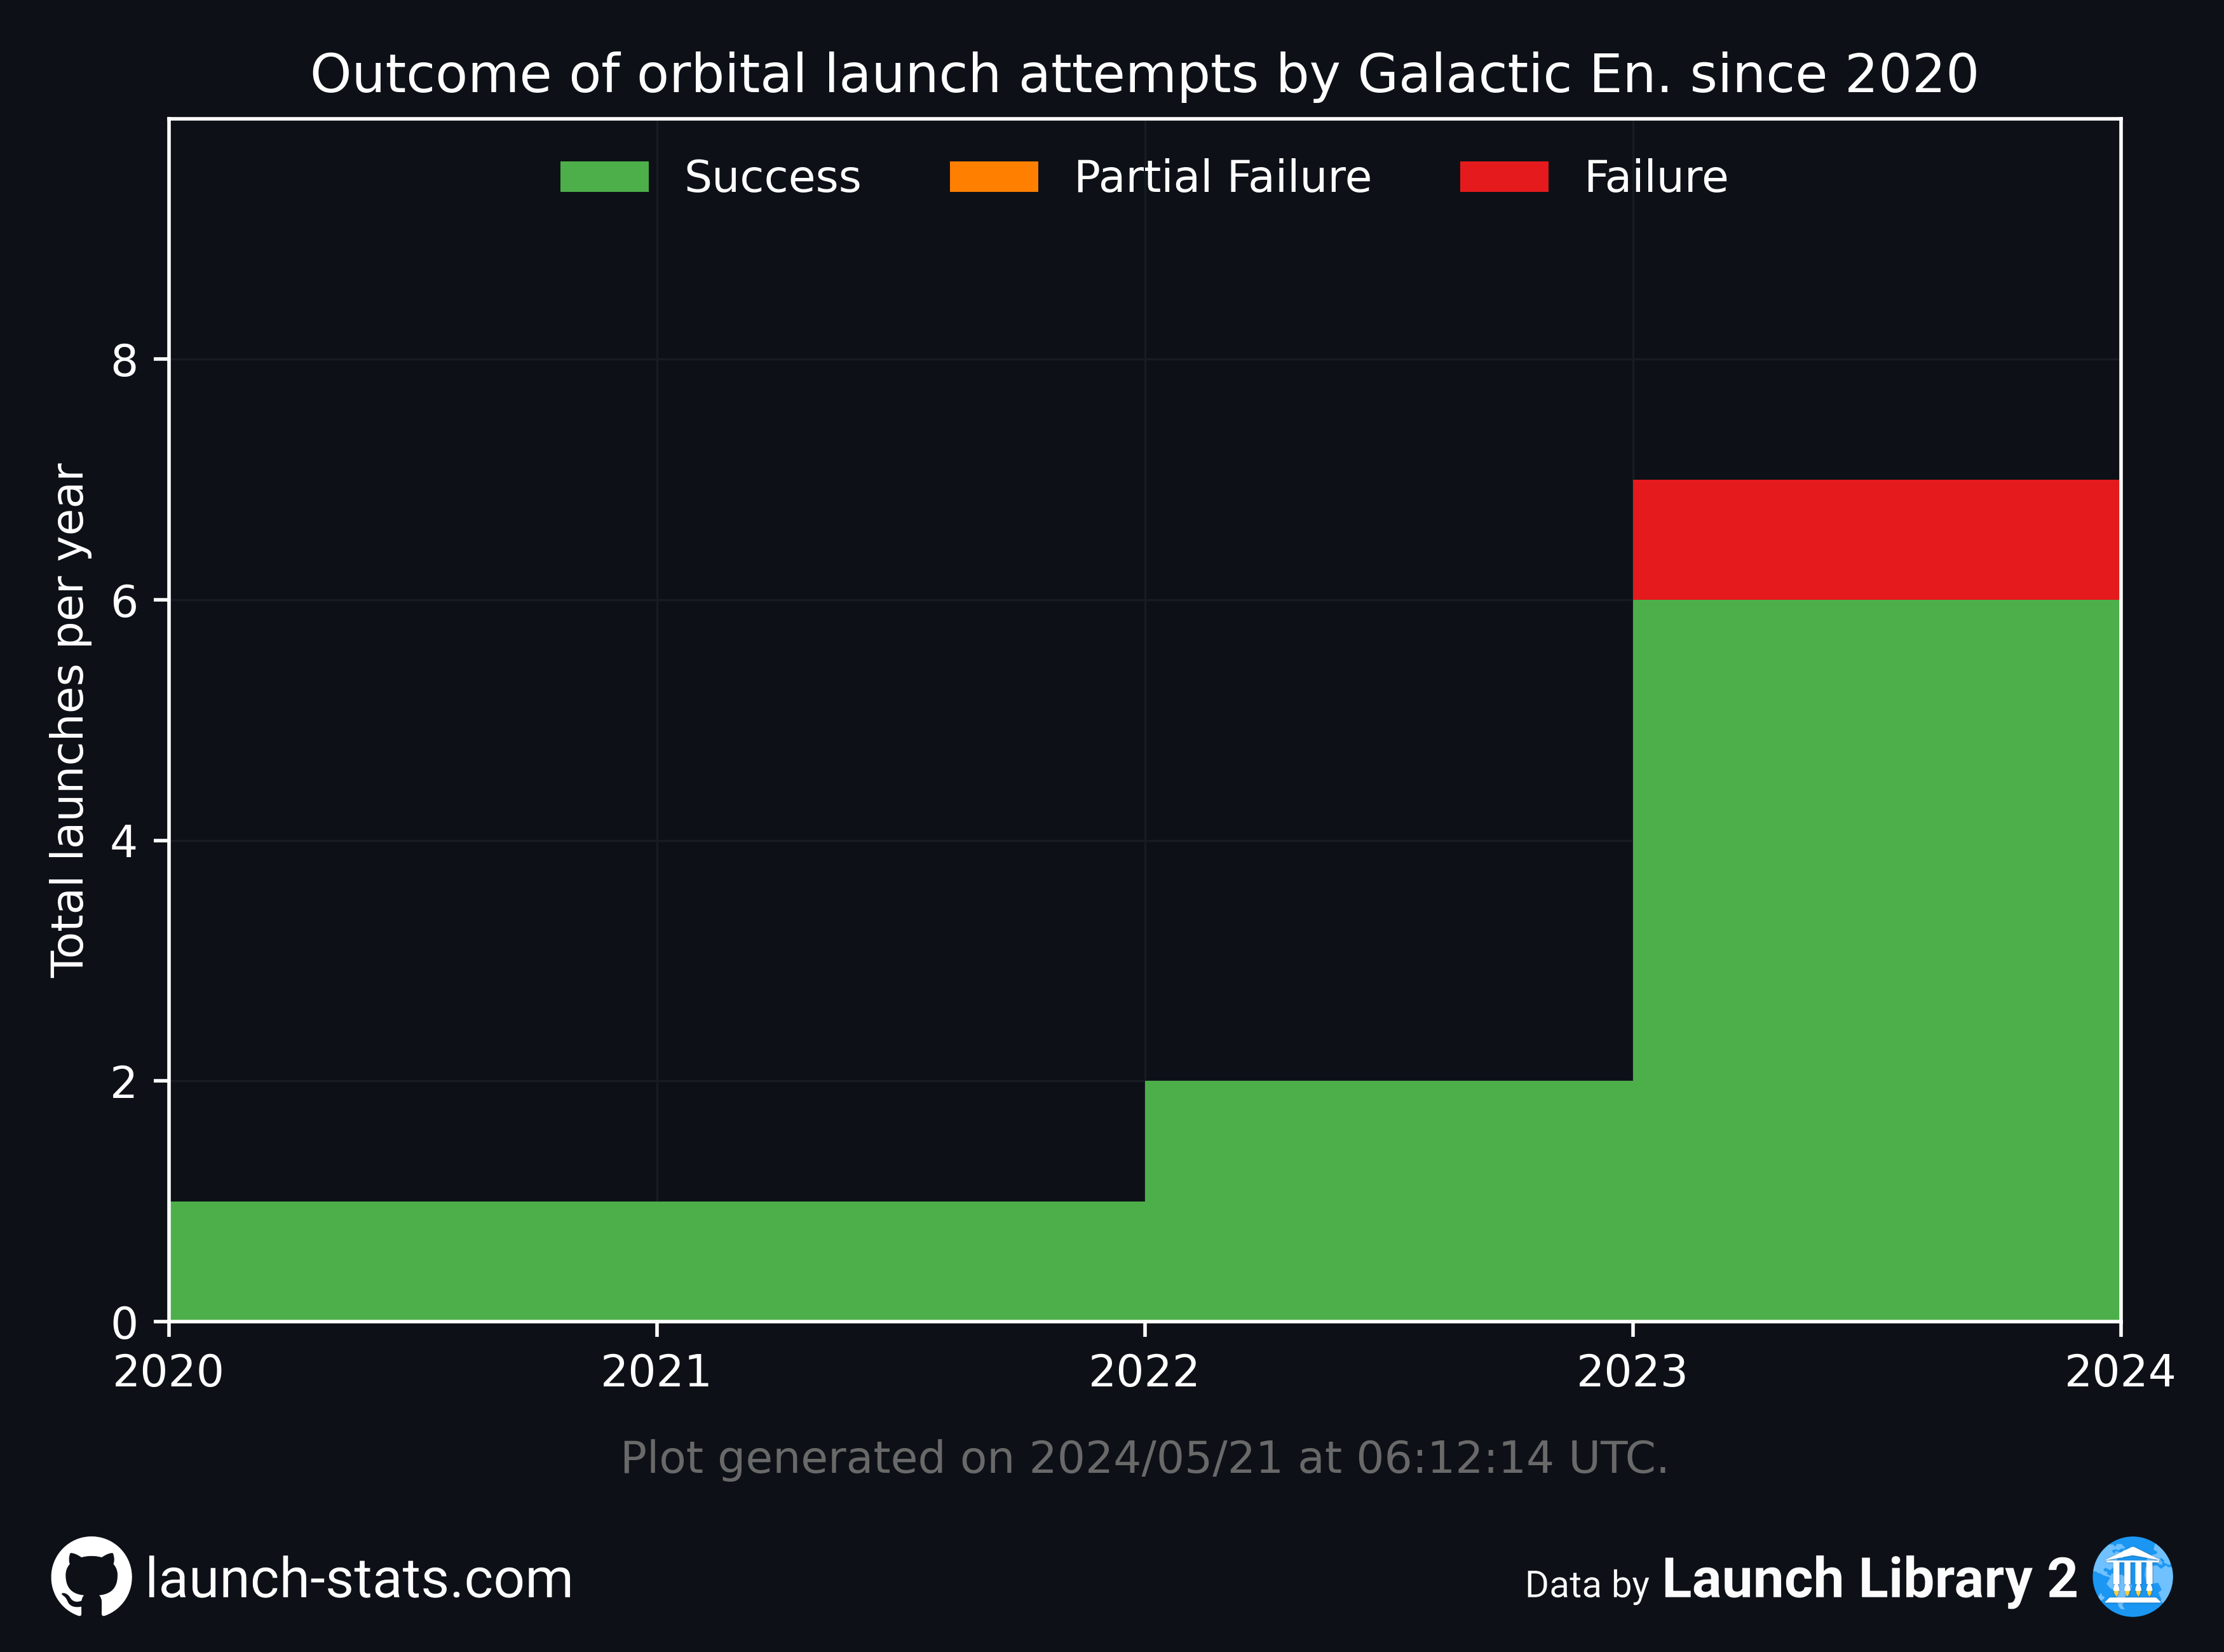 Outcome of orbital launch attempts by Galactic En. since 2020
Success Partial Failure Failure
Total launches per year
8
6
4
2
0
2020 2021 2022 2023 2024
Plot generated on 2024/05/21 at 06:12:14 UTC.
launch-stats.com
Data by Launch Library 2